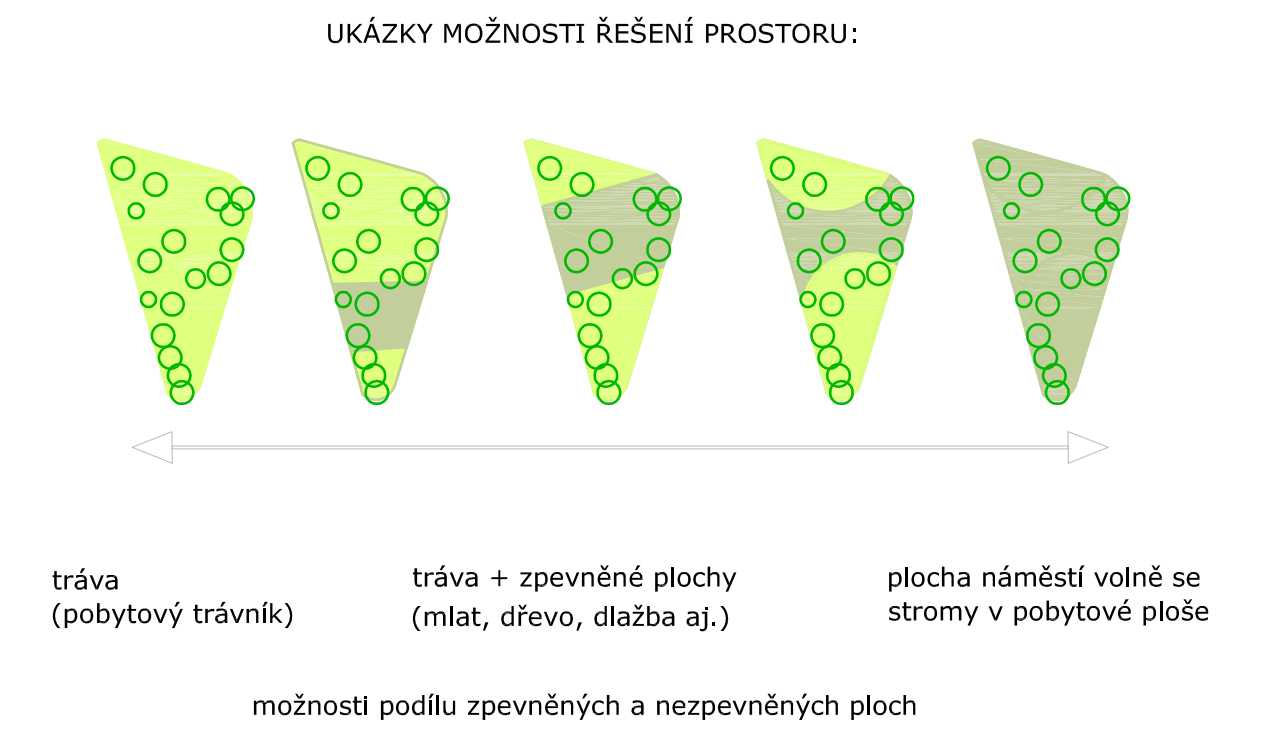 UKÁZKY MOŽNOSTI ŘEŠENÍ PROSTORU:
tráva
(pobytový trávník)
tráva + zpevněné plochy
(mlat, dřevo, dlažba aj.)
plocha náměstí volně se
stromy v pobytové ploše
možnosti podílu zpevněných a nezpevněných ploch